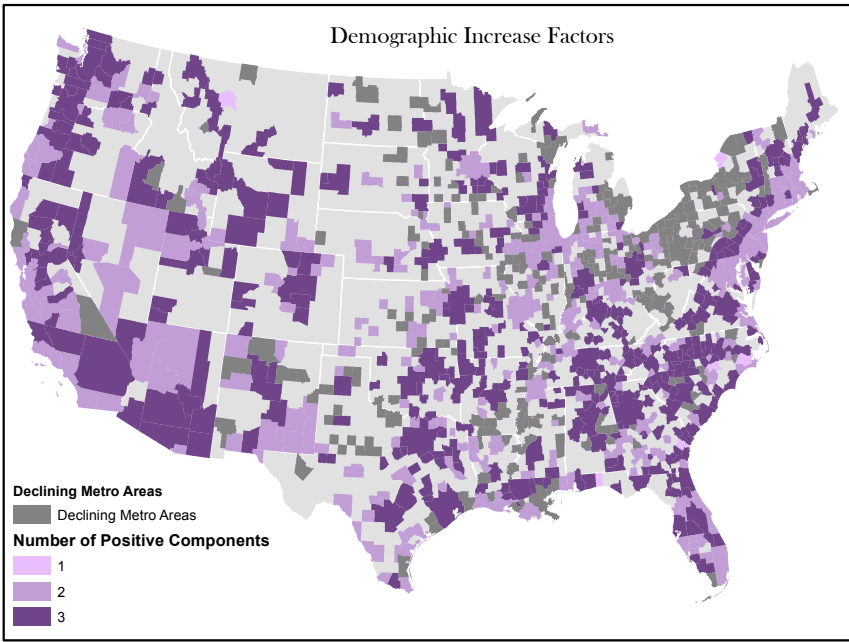 Demographic Increase Factors
Declining Metro Areas
Declining Metro Areas
Number of Positive Components
1
2
3